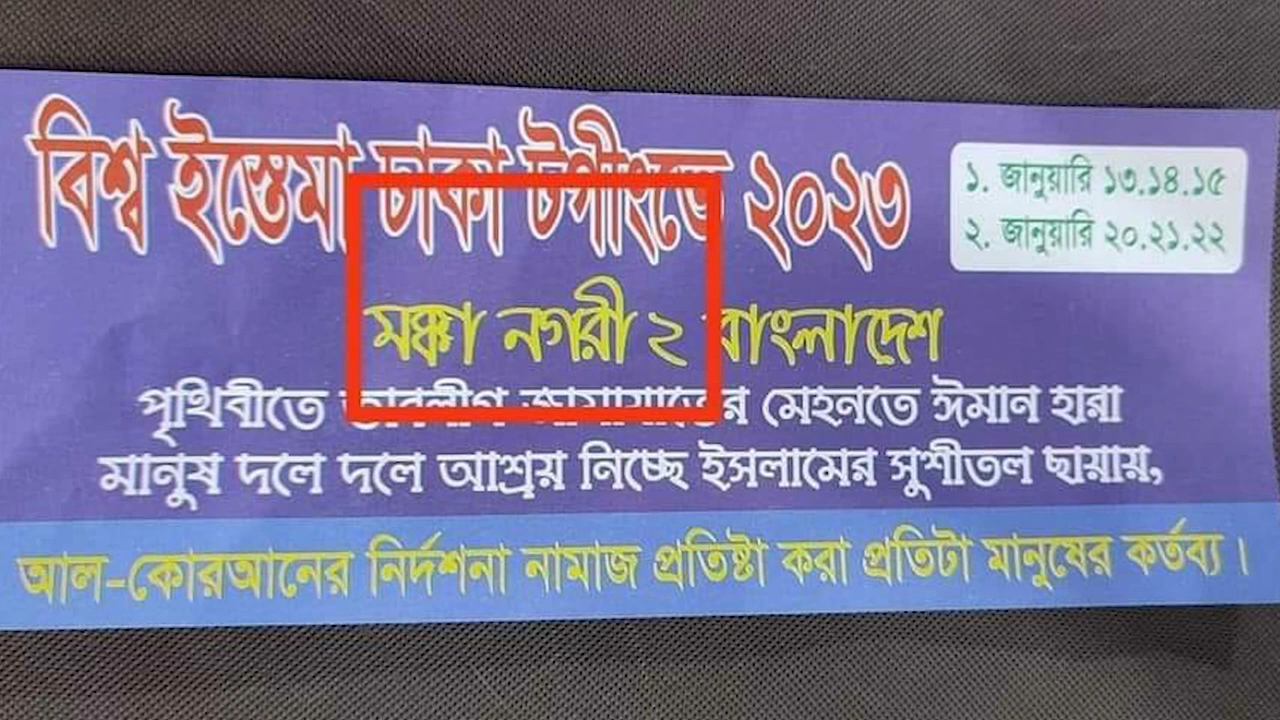 বিশ্ব ইস্তেমা ঢাকা টঙ্গীংতে ২০২৩
১. জানুয়ারি ১৩.১৪.১৫
২. জানুয়ারি ২০.২১.২২
মক্কা নগরী ২ বাংলাদেশ
পৃথিবীতে তাবলীগ জামায়াতের মেহনতে ঈমান হারা
মানুষ দলে দলে আশ্রয় নিচ্ছে ইসলামের সুশীতল ছায়ায়,
আল-কোরআনের নির্দশনা নামাজ প্রতিষ্টা করা প্রতিটা মানুষের কর্তব্য।